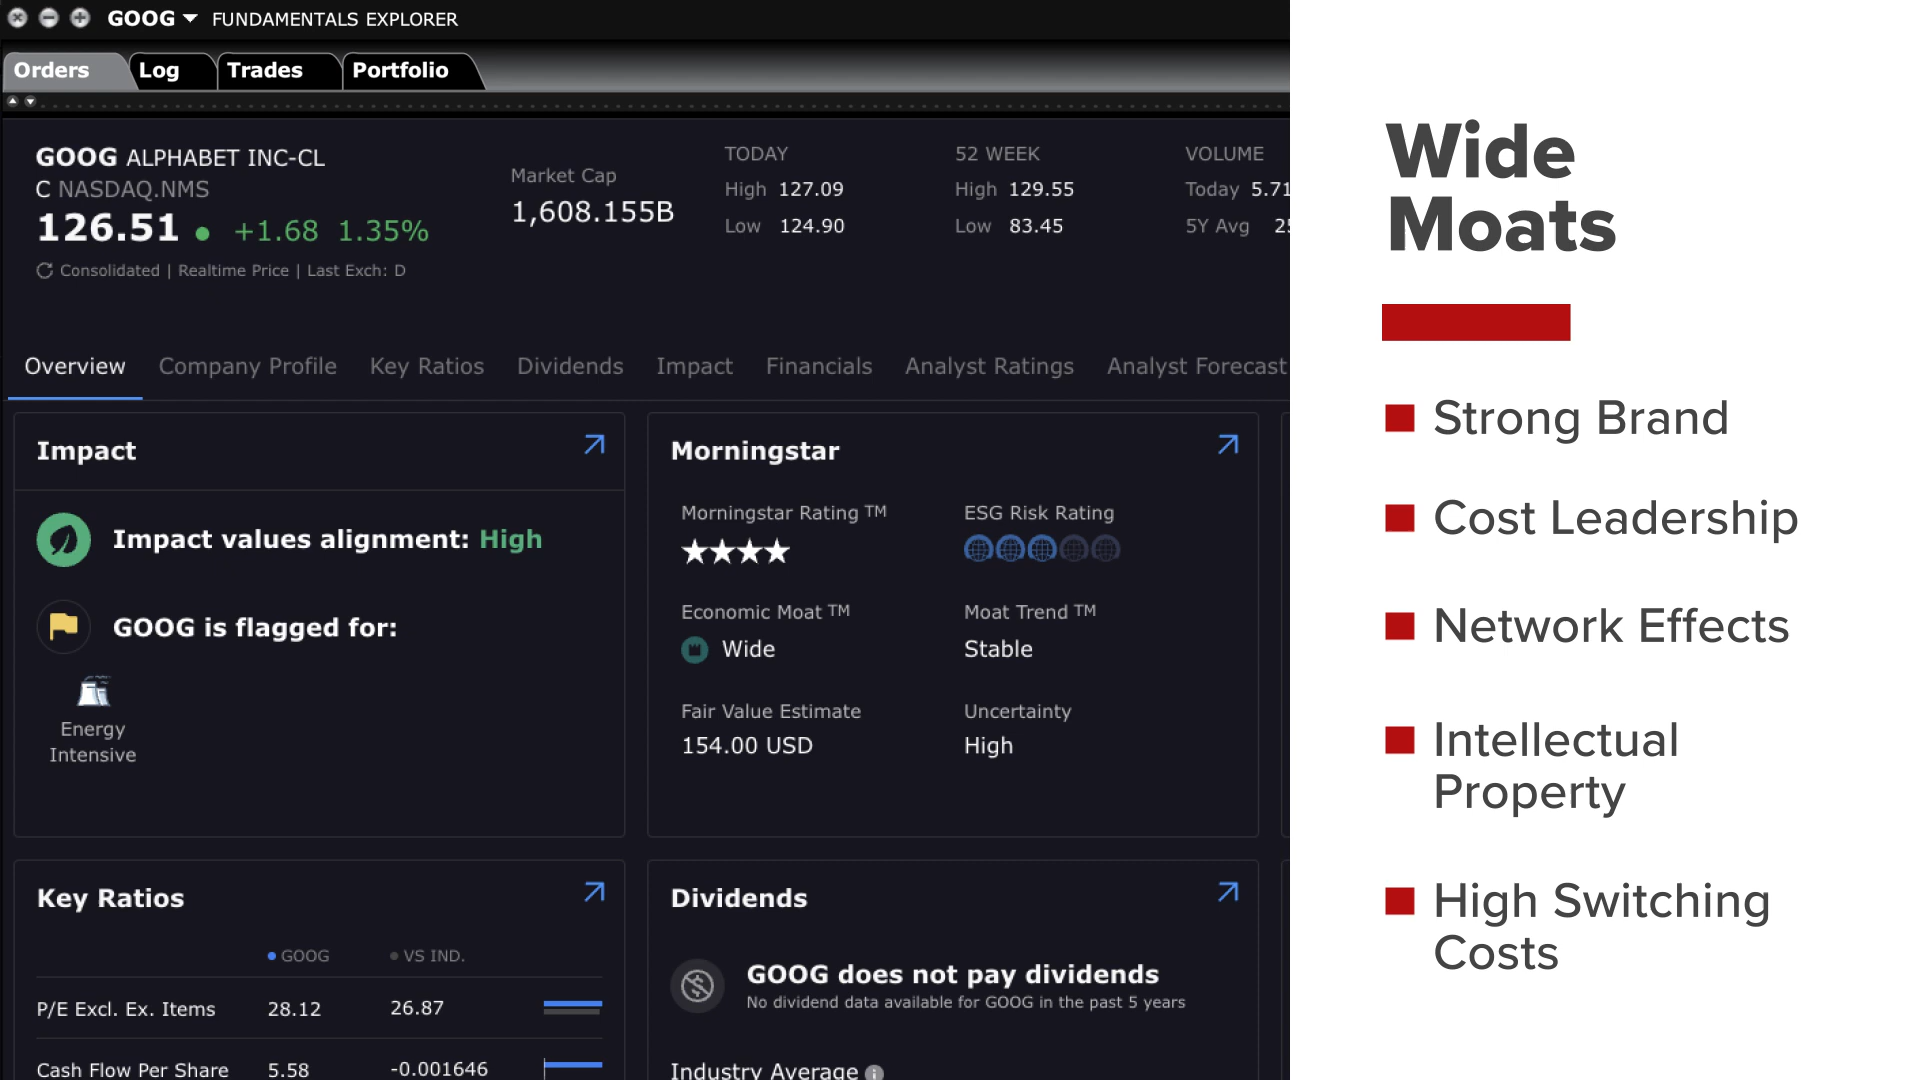 GOOG FUNDAMENTALS EXPLORER
Orders Log Trades Portfolio
GOOG ALPHABET INC-CL
C NASDAQ.NMS
126.51 +1.68 1.35%
Consolidated | Realtime Price | Last Exch: D
Market Cap
1,608.155B
TODAY
High 127.09
Low 124.90
52 WEEK
High 129.55
Low 83.45
VOLUME
Today 5.71
5Y Avg
Overview Company Profile Key Ratios Dividends Impact Financials Analyst Ratings Analyst Forecast
Impact
Impact values alignment: High
GOOG is flagged for:
Energy
Intensive
Morningstar
Morningstar Rating TM
ESG Risk Rating
Economic Moat TM
Wide
Moat Trend TM
Stable
Fair Value Estimate
154.00 USD
Uncertainty
High
Key Ratios
GOOG VS IND.
P/E Excl. Ex. Items 28.12 26.87
Cash Flow Per Share 5.58 -0.001646
Dividends
GOOG does not pay dividends
No dividend data available for GOOG in the past 5 years
Industry Average
Wide
Moats
Strong Brand
Cost Leadership
Network Effects
Intellectual
Property
High Switching
Costs